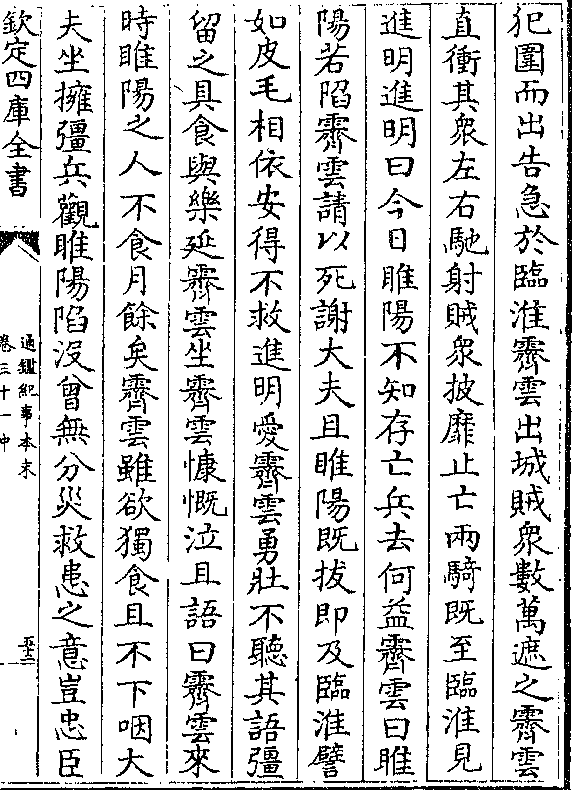 犯圍而出告急於臨淮霽雲出城賊衆數萬遮之霽雲
直衝其衆左右馳射賊衆披靡止亡兩騎既至臨淮見
進明進明曰今日睢陽不知存亡兵去何益霽雲曰睢
陽若陷霽雲請以死謝大夫且睢陽既拔即及臨淮譬
如皮毛相依安得不救進明愛霽雲勇壯不聽其語彊
留之具食與樂延霽雲坐霽雲慷慨泣且語曰霽雲來
時睢陽之人不食月餘矣霽雲雖欲獨食且不下咽大
夫坐擁彊兵觀睢陽陷沒曾無分災救患之意豈忠臣
欽定四庫全書
通鑑紀事本末
卷三十一中